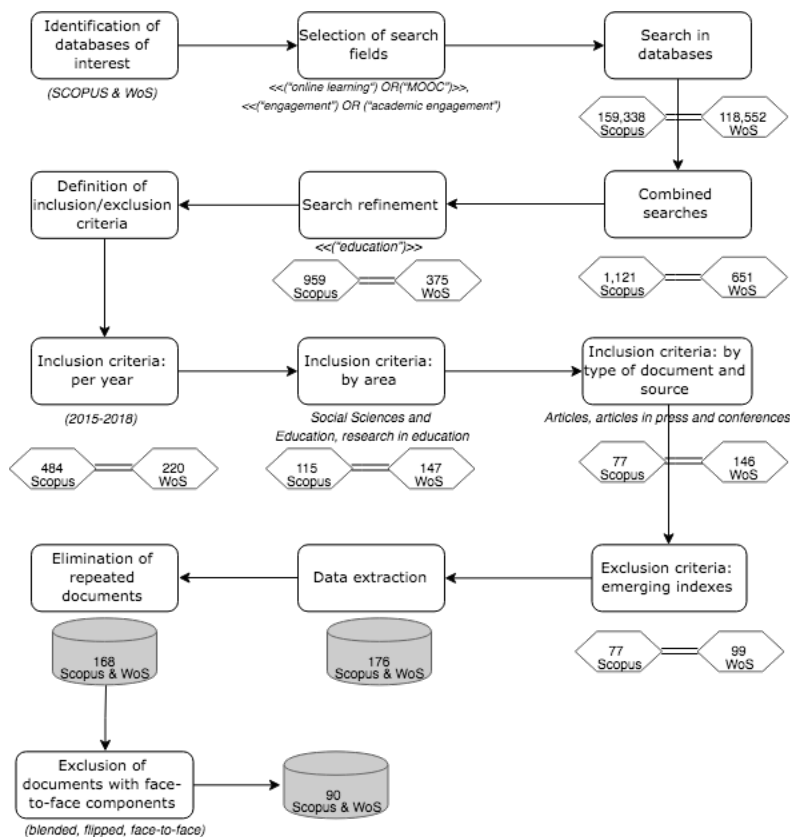 Identification of
databases of
interest
(SCOPUS & WoS)
Selection of search
fields
<<("online learning") OR("MOOC")>>,
<<("engagement") OR ("academic engagement")
Search in
databases
159,338
Scopus
118,552
WoS
Combined
searches
1,121
Scopus
651
WoS
Search refinement
<<("education")>>
959
Scopus
375
WoS
Definition of
inclusion/exclusion
criteria
Inclusion criteria:
per year
(2015-2018)
484
Scopus
220
WoS
Inclusion criteria:
by area
Social Sciences and
Education, research in education
115
Scopus
147
WoS
Inclusion criteria: by
type of document and
source
Articles, articles in press and conferences
77
Scopus
146
WoS
Exclusion criteria:
emerging indexes
77
Scopus
99
WoS
Data extraction
176
Scopus & WoS
Elimination of
repeated
documents
168
Scopus & WoS
Exclusion of
documents with face-
to-face components
(blended, flipped, face-to-face)
90
Scopus & WoS